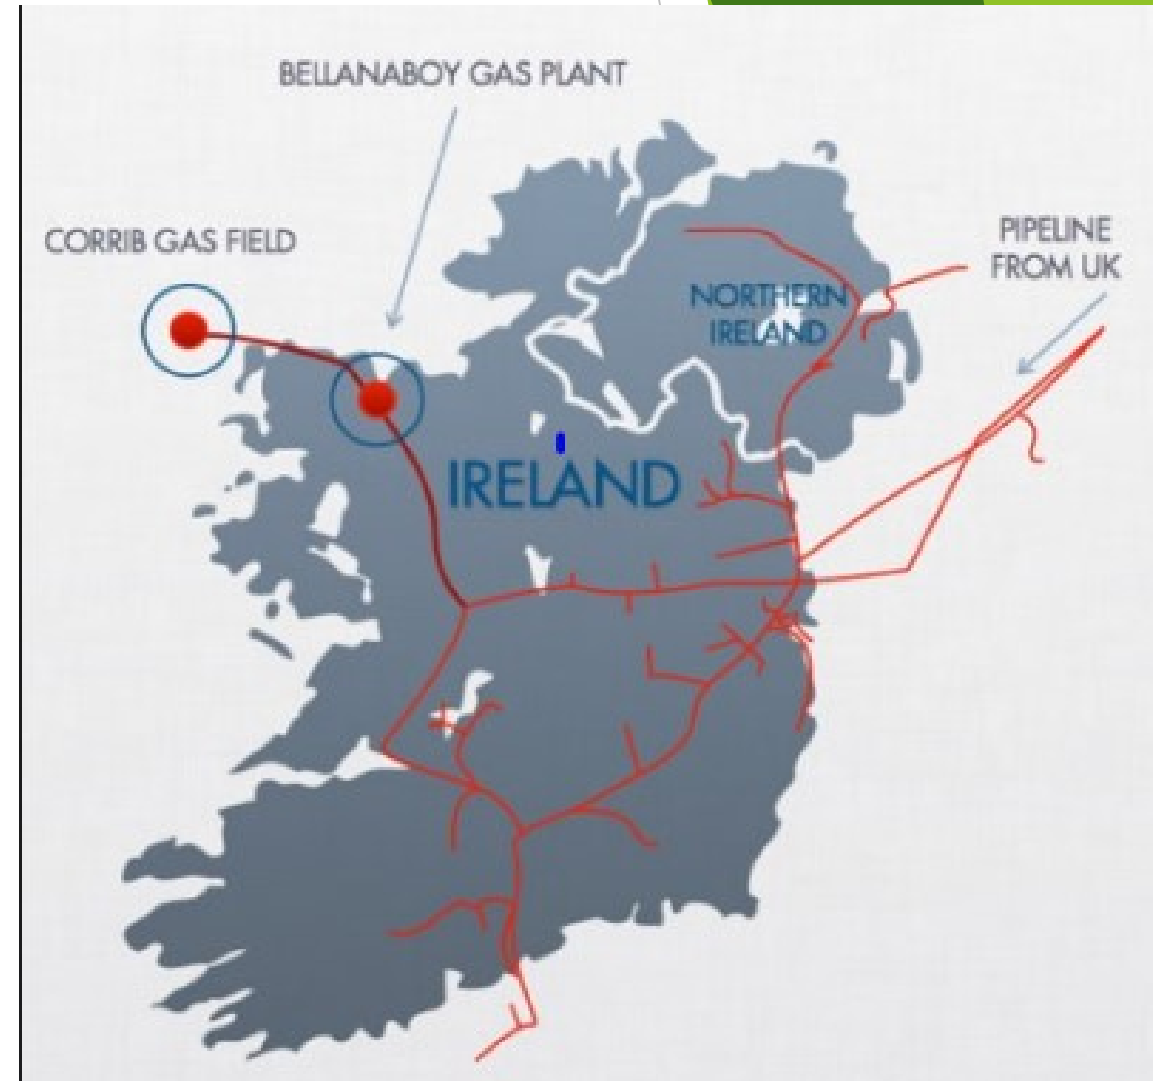 BELLANABOY GAS PLANT
CORRIB GAS FIELD
PIPELINE
FROM UK
NORTHERN
IRELAND
IRELAND